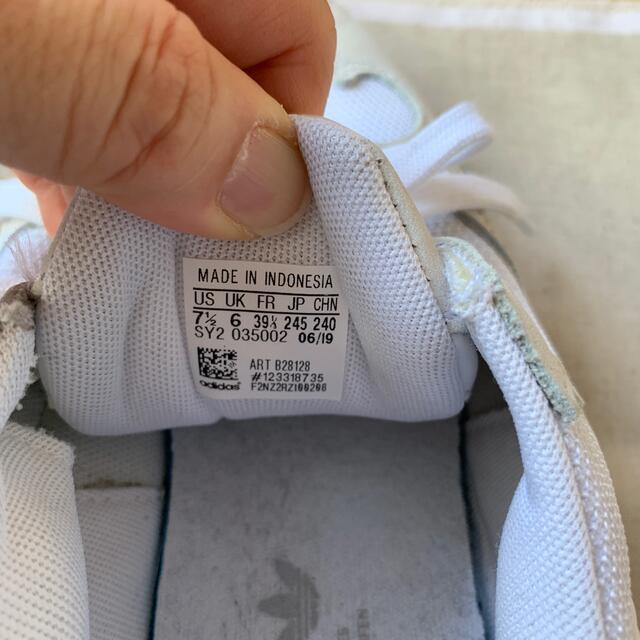 MADE IN INDONESIA
US UK FR JP CHN
7½ 6 39⅓ 245 240
SY2 035002 06/19
ART B28128
#123318735
adidas F2NZ2RZ100208